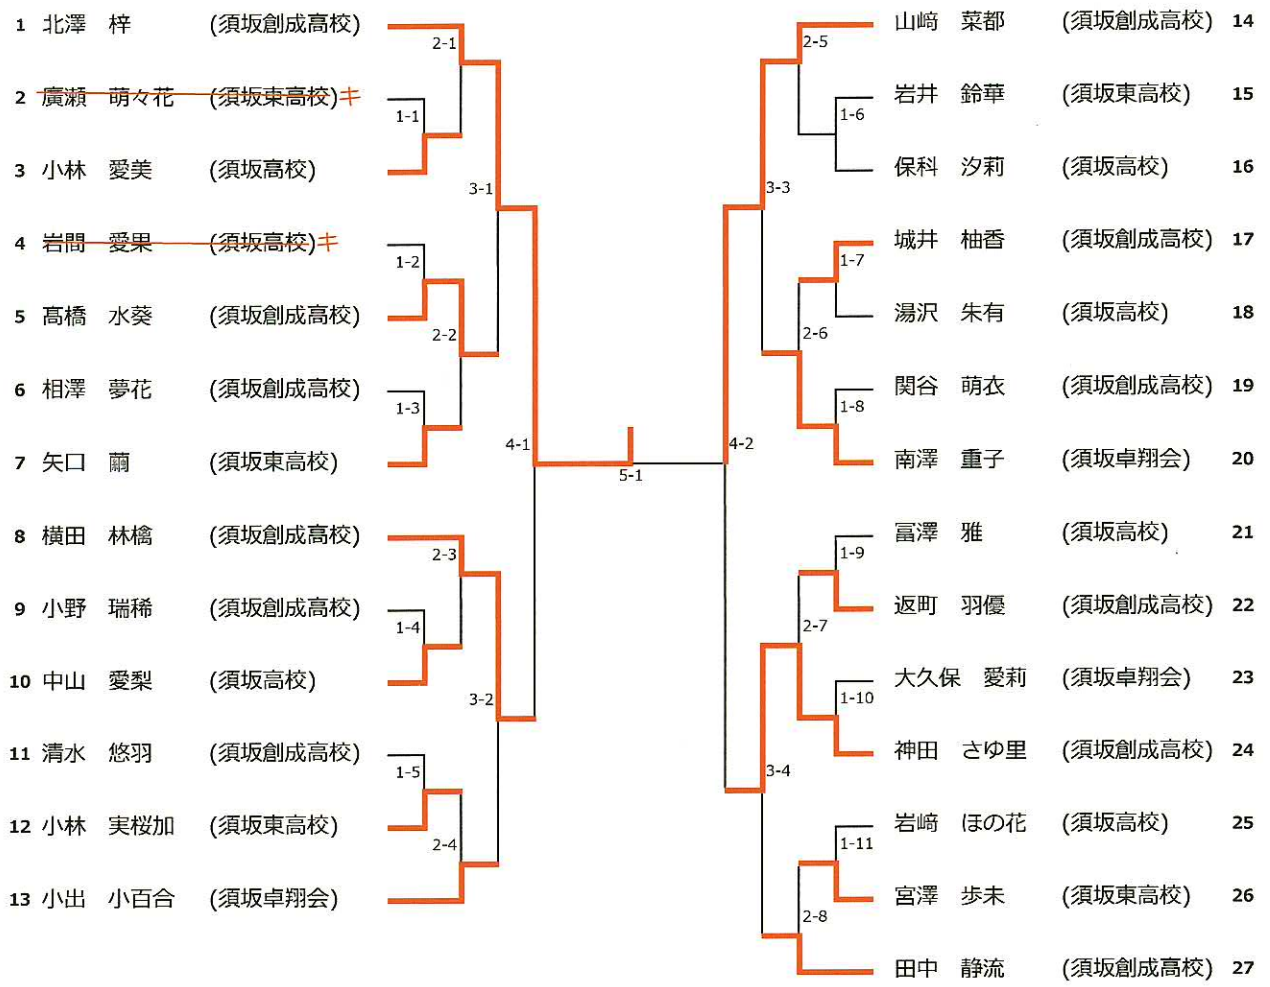 1 北澤 梓 (須坂創成高校)
2 廣瀬 萌々花 (須坂東高校)キ
3 小林 愛美 (須坂高校)
4 岩間 愛果 (須坂高校)キ
5 髙橋 水葵 (須坂創成高校)
6 相澤 夢花 (須坂創成高校)
7 矢口 繭 (須坂東高校)
8 横田 林檎 (須坂創成高校)
9 小野 瑞稀 (須坂創成高校)
10 中山 愛梨 (須坂高校)
11 清水 悠羽 (須坂創成高校)
12 小林 実桜加 (須坂東高校)
13 小出 小百合 (須坂卓翔会)
2-1
1-1
3-1
1-2
2-2
1-3
4-1
2-3
1-4
3-2
1-5
2-4
5-1
2-5
1-6
3-3
1-7
2-6
1-8
4-2
1-9
2-7
1-10
3-4
1-11
2-8
山﨑 菜都 (須坂創成高校) 14
岩井 鈴華 (須坂東高校) 15
保科 汐莉 (須坂高校) 16
城井 柚香 (須坂創成高校) 17
湯沢 朱有 (須坂高校) 18
関谷 萌衣 (須坂創成高校) 19
南澤 重子 (須坂卓翔会) 20
冨澤 雅 (須坂高校) 21
返町 羽優 (須坂創成高校) 22
大久保 愛莉 (須坂卓翔会) 23
神田 さゆ里 (須坂創成高校) 24
岩﨑 ほの花 (須坂高校) 25
宮澤 歩未 (須坂東高校) 26
田中 静流 (須坂創成高校) 27